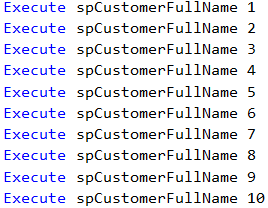 Execute spCustomerFullName 1
Execute spCustomerFullName 2
Execute spCustomerFullName 3
Execute spCustomerFullName 4
Execute spCustomerFullName 5
Execute spCustomerFullName 6
Execute spCustomerFullName 7
Execute spCustomerFullName 8
Execute spCustomerFullName 9
Execute spCustomerFullName 10